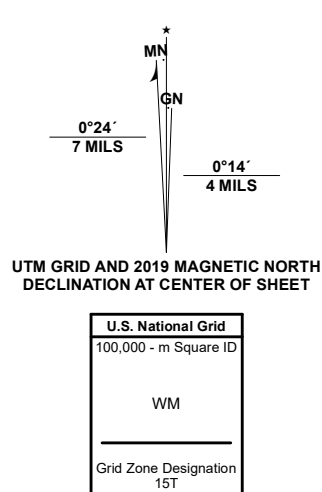 MN
GN
0°24´
7 MILS
0°14´
4 MILS
UTM GRID AND 2019 MAGNETIC NORTH
DECLINATION AT CENTER OF SHEET
U.S. National Grid
100,000 - m Square ID
WM
Grid Zone Designation
15T